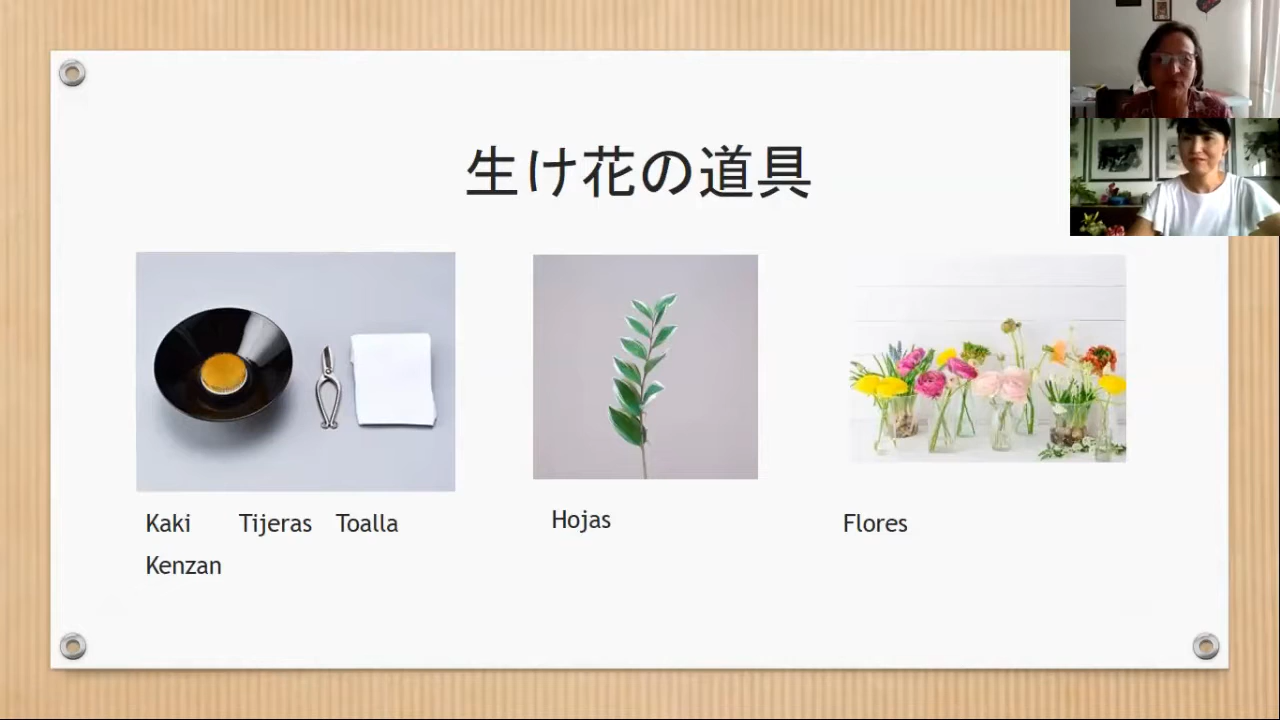 生け花の道具
Kaki Tijeras Toalla
Kenzan
Hojas
Flores